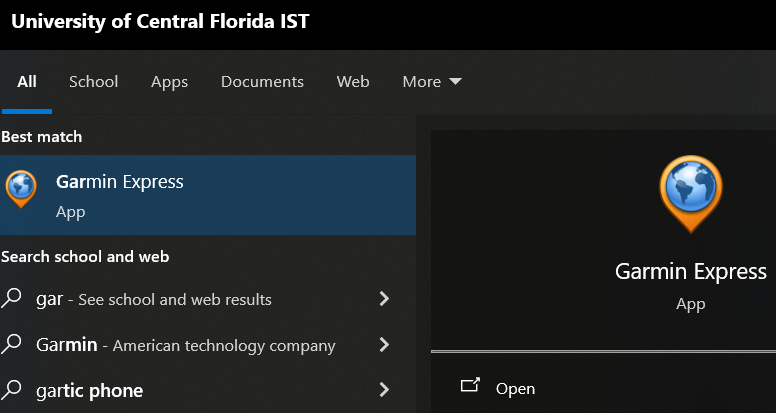 University of Central Florida IST
All School Apps Documents Web More
Best match
Garmin Express
App
Search school and web
gar - See school and web results
Garmin - American technology company
gartic phone
Garmin Express
App
Open